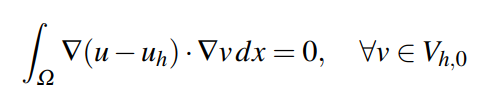 ∫_Ω ∇(u − u_h) · ∇v dx = 0, ∀v ∈ V_{h,0}